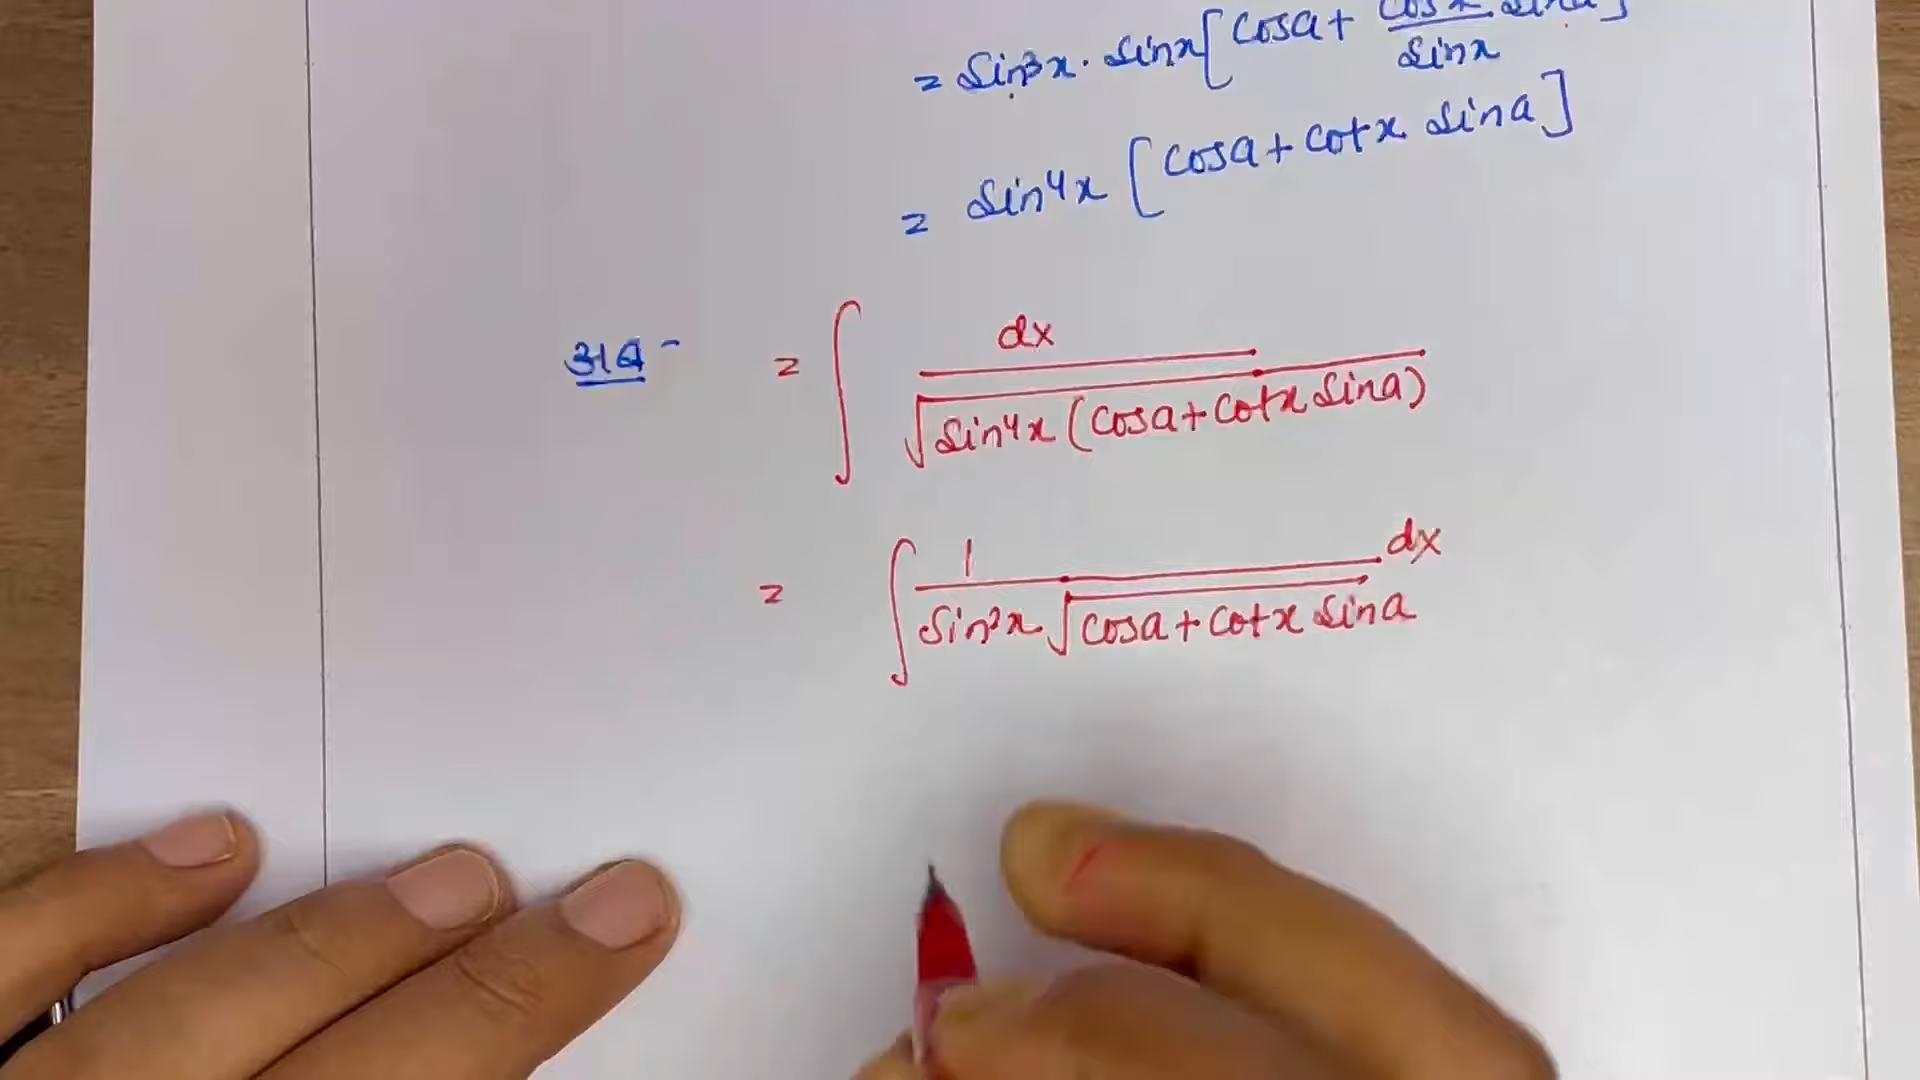 = Sin³x · Sinx[Cosa + Cosx/Sinx Sina]
= Sin⁴x [Cosa + Cotx Sina]
अब - = ∫ dx/√Sin⁴x (Cosa + Cotx Sina)
= ∫ 1/Sin²x √Cosa + Cotx Sina dx